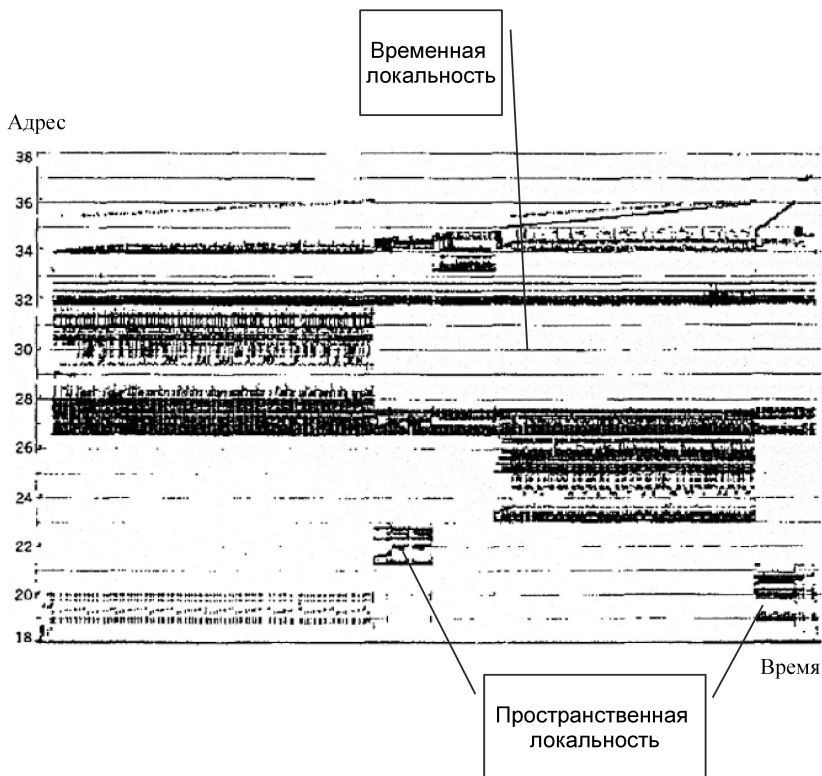 Временная
локальность
Адрес
38
36
34
32
30
28
26
24
22
20
18
Время
Пространственная
локальность